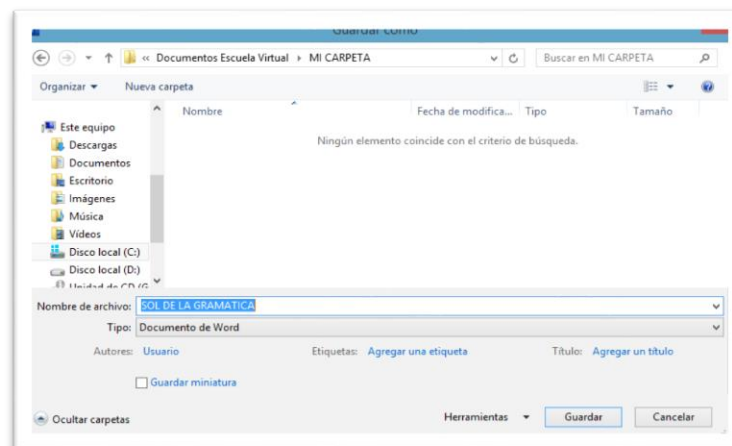 Guardar como
« Documentos Escuela Virtual ▸ MI CARPETA
Buscar en MI CARPETA
Organizar
Nueva carpeta
Nombre
Fecha de modifica...
Tipo
Tamaño
Ningún elemento coincide con el criterio de búsqueda.
Este equipo
Descargas
Documentos
Escritorio
Imágenes
Música
Vídeos
Disco local (C:)
Disco local (D:)
Unidad de CD (G
Nombre de archivo: SOL DE LA GRAMATICA
Tipo: Documento de Word
Autores: Usuario
Etiquetas: Agregar una etiqueta
Título: Agregar un título
Guardar miniatura
Ocultar carpetas
Herramientas
Guardar
Cancelar